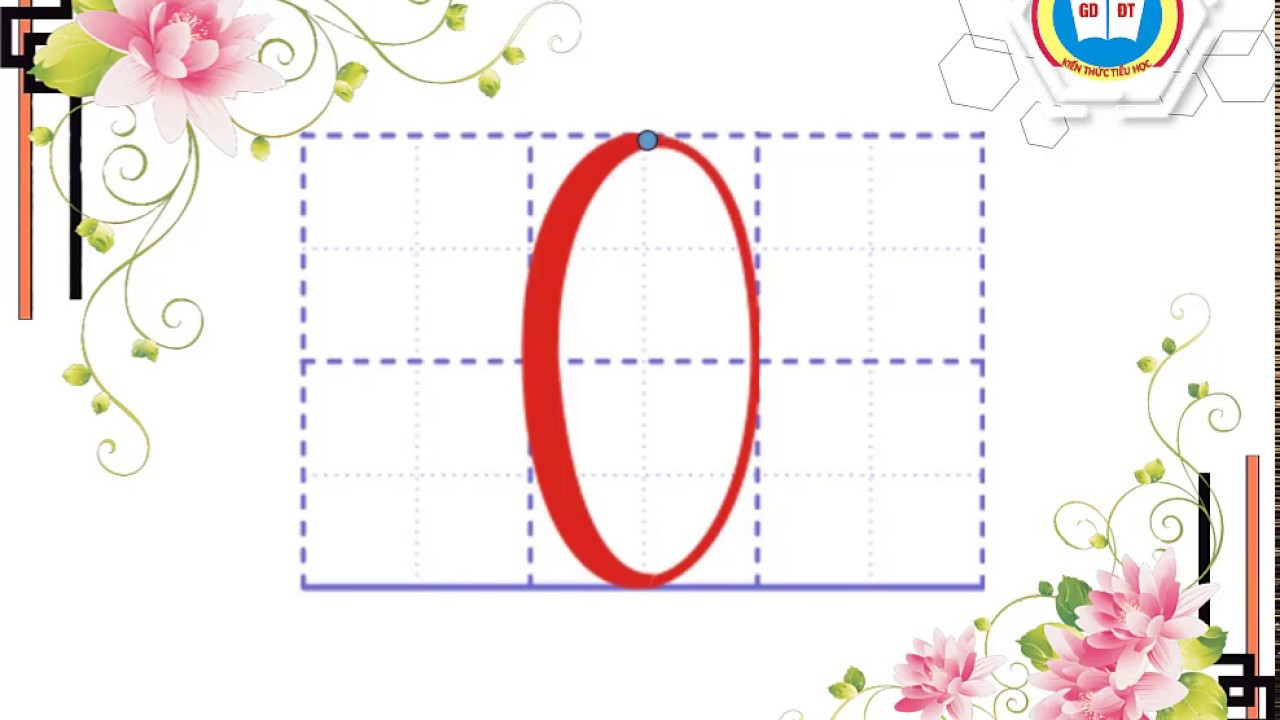 GD ĐT
KIẾN THỨC TIỂU HỌC
0